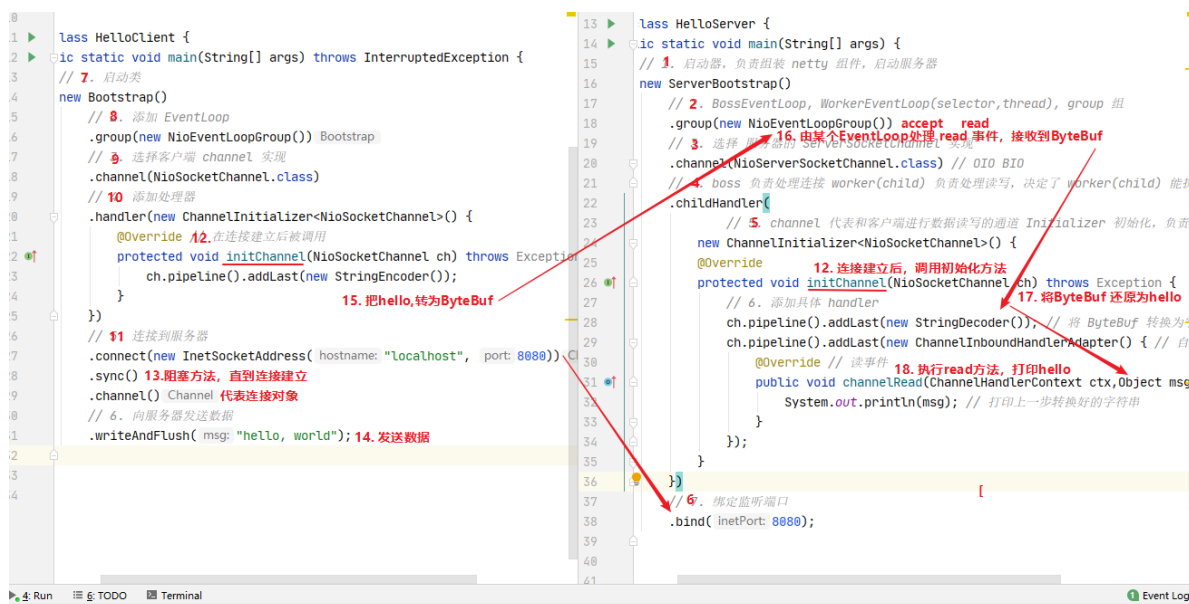 lass HelloClient {
ic static void main(String[] args) throws InterruptedException {
// 7. 启动类
new Bootstrap()
// 8. 添加 EventLoop
.group(new NioEventLoopGroup()) Bootstrap
// 9. 选择客户端 channel 实现
.channel(NioSocketChannel.class)
// 10 添加处理器
.handler(new ChannelInitializer<NioSocketChannel>() {
@Override // 12. 在连接建立后被调用
protected void initChannel(NioSocketChannel ch) throws Exception
ch.pipeline().addLast(new StringEncoder());
}
15. 把hello,转为ByteBuf
})
// 11 连接到服务器
.connect(new InetSocketAddress( hostname: "localhost", port: 8080))
.sync() 13.阻塞方法，直到连接建立
.channel() Channel 代表连接对象
// 6. 向服务器发送数据
.writeAndFlush( msg: "hello, world"); 14. 发送数据
13 lass HelloServer {
14 ic static void main(String[] args) {
15 // 1. 启动器，负责组装 netty 组件，启动服务器
16 new ServerBootstrap()
17 // 2. BossEventLoop, WorkerEventLoop(selector,thread), group 组
18 .group(new NioEventLoopGroup()) accept read
16. 由某个EventLoop处理 read 事件，接收到ByteBuf
19 // 3. 选择 服务器的 ServerSocketChannel 实现
20 .channel(NioServerSocketChannel.class) // OIO BIO
21 // 4. boss 负责处理连接 worker(child) 负责处理读写，决定了 worker(child) 能执
22 .childHandler(
23 // 5. channel 代表和客户端进行数据读写的通道 Initializer 初始化，负责
24 new ChannelInitializer<NioSocketChannel>() {
25 @Override
12. 连接建立后，调用初始化方法
26 protected void initChannel(NioSocketChannel ch) throws Exception {
27 // 6. 添加具体 handler
17. 将ByteBuf 还原为hello
28 ch.pipeline().addLast(new StringDecoder()); // 将 ByteBuf 转换为
29 ch.pipeline().addLast(new ChannelInboundHandlerAdapter() { // 自
30 @Override // 读事件
18. 执行read方法，打印hello
31 public void channelRead(ChannelHandlerContext ctx,Object msg
32 System.out.println(msg); // 打印上一步转换好的字符串
33 }
34 });
35 }
36 })
37 // 6 绑定监听端口
38 .bind( inetPort: 8080);
39
40
41
4: Run 6: TODO Terminal
1 Event Log